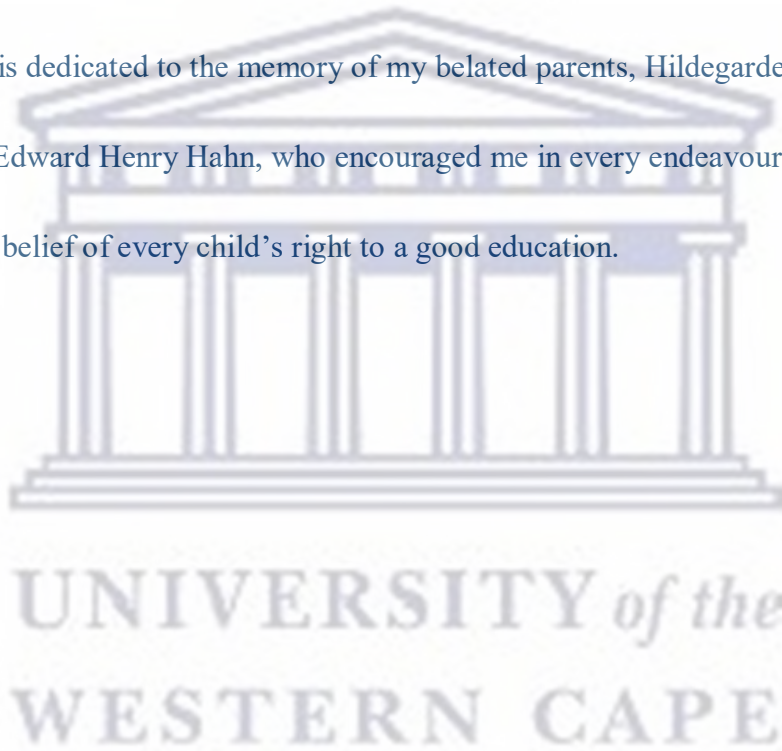 is dedicated to the memory of my belated parents, Hildegarde
Edward Henry Hahn, who encouraged me in every endeavour
belief of every child’s right to a good education.
UNIVERSITY of the
WESTERN CAPE